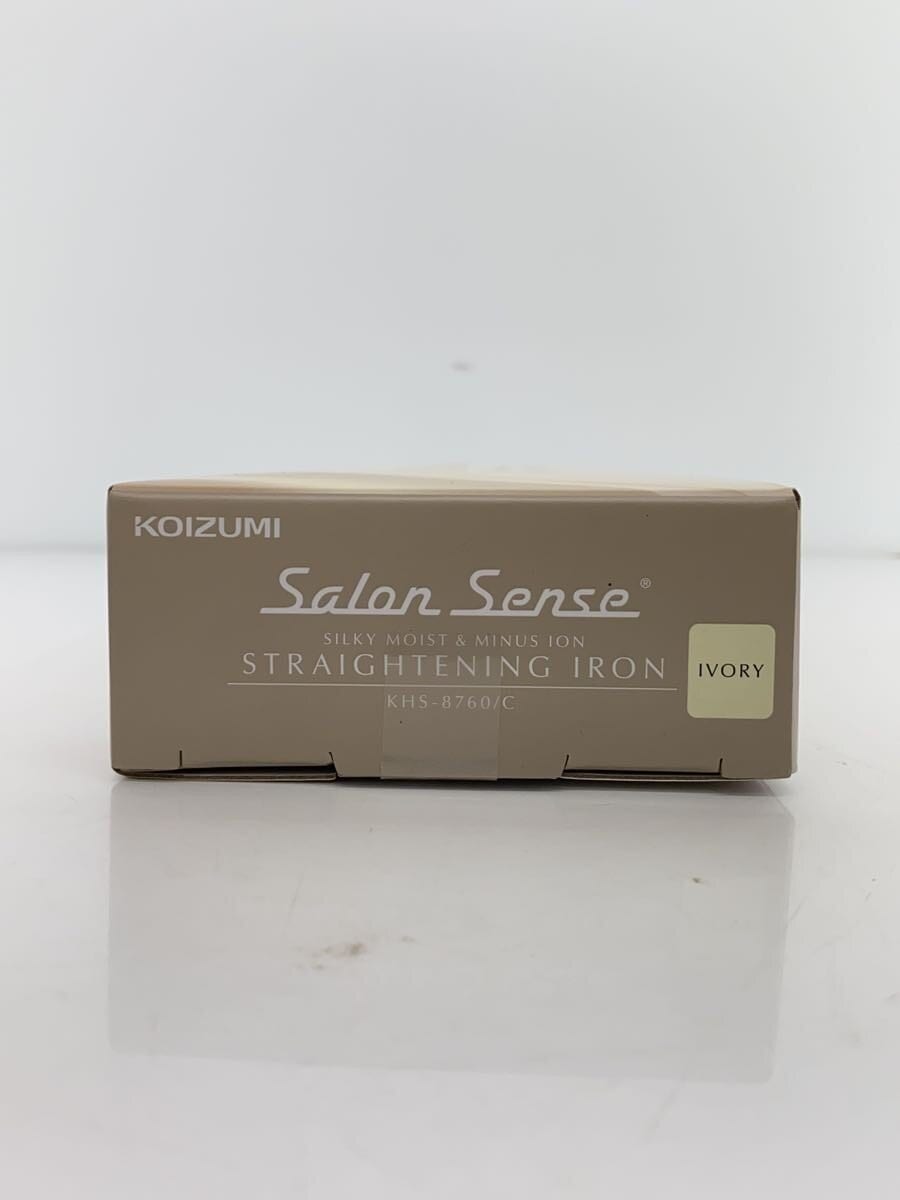 KOIZUMI
Salon Sense®
SILKY MOIST & MINUS ION
STRAIGHTENING IRON
IVORY
KHS-8760/C